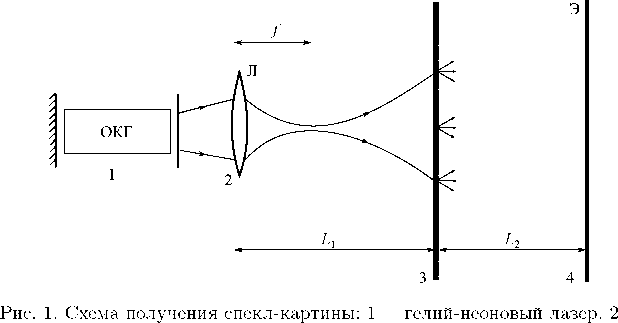 f
Э
Л
ОКГ
1
2
L₁
L₂
3
4
Рис. 1. Схема получения спекл-картины: 1 гелий-неоновый лазер. 2